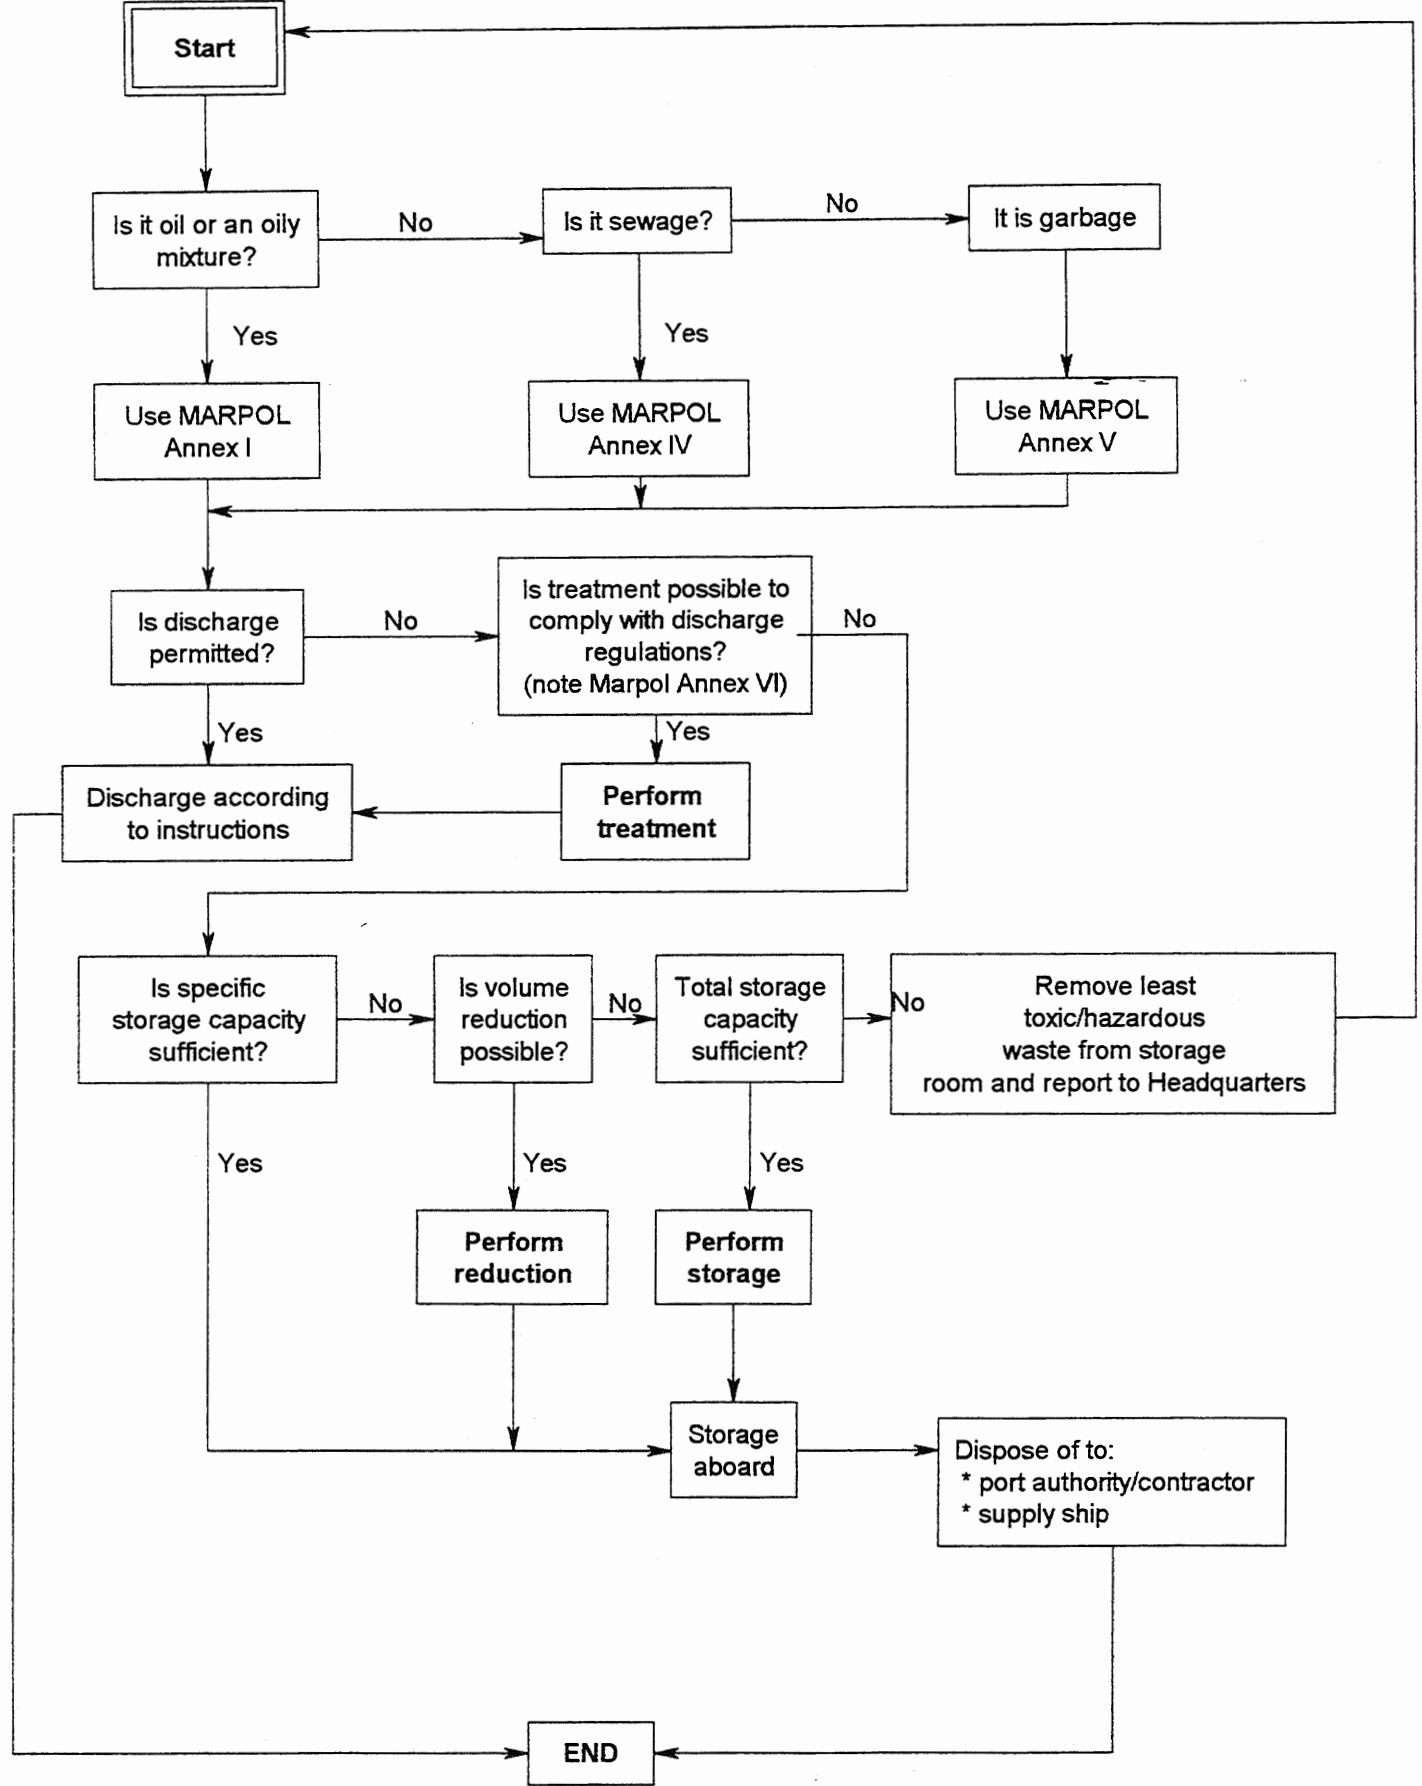 Start
Is it oil or an oily
mixture?
No
Is it sewage?
No
It is garbage
Yes
Yes
Use MARPOL
Annex I
Use MARPOL
Annex IV
Use MARPOL
Annex V
Is discharge
permitted?
No
Is treatment possible to
comply with discharge
regulations?
(note Marpol Annex VI)
No
Yes
Yes
Discharge according
to instructions
Perform
treatment
Is specific
storage capacity
sufficient?
No
Is volume
reduction
possible?
No
Total storage
capacity
sufficient?
No
Remove least
toxic/hazardous
waste from storage
room and report to Headquarters
Yes
Yes
Yes
Perform
reduction
Perform
storage
Storage
aboard
Dispose of to:
* port authority/contractor
* supply ship
END